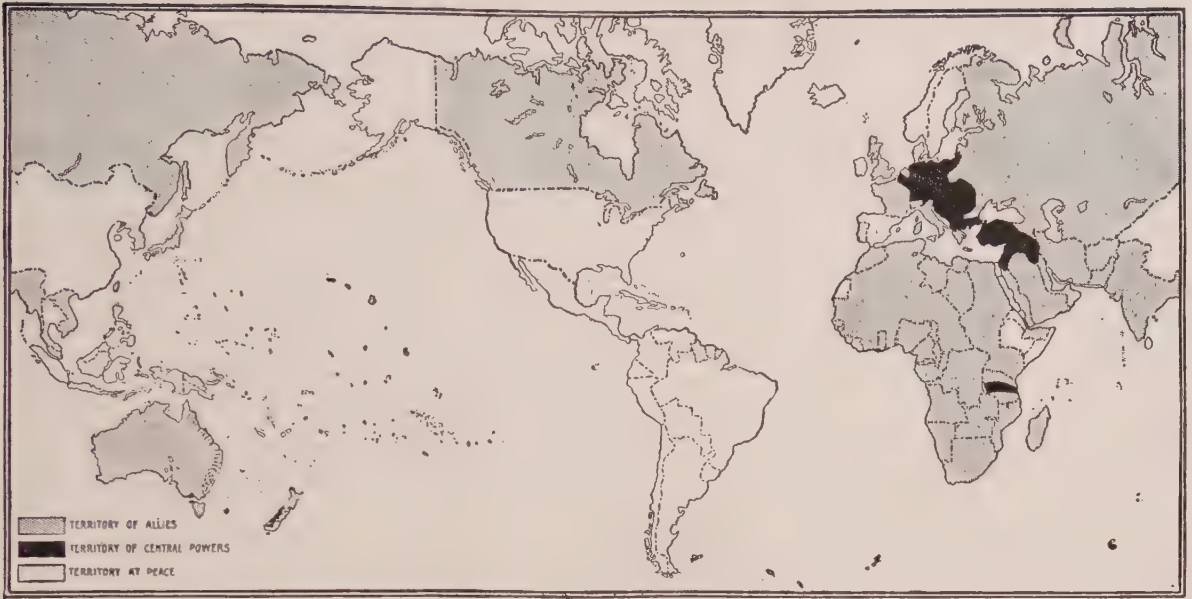 TERRITORY OF ALLIES
TERRITORY OF CENTRAL POWERS
TERRITORY AT PEACE